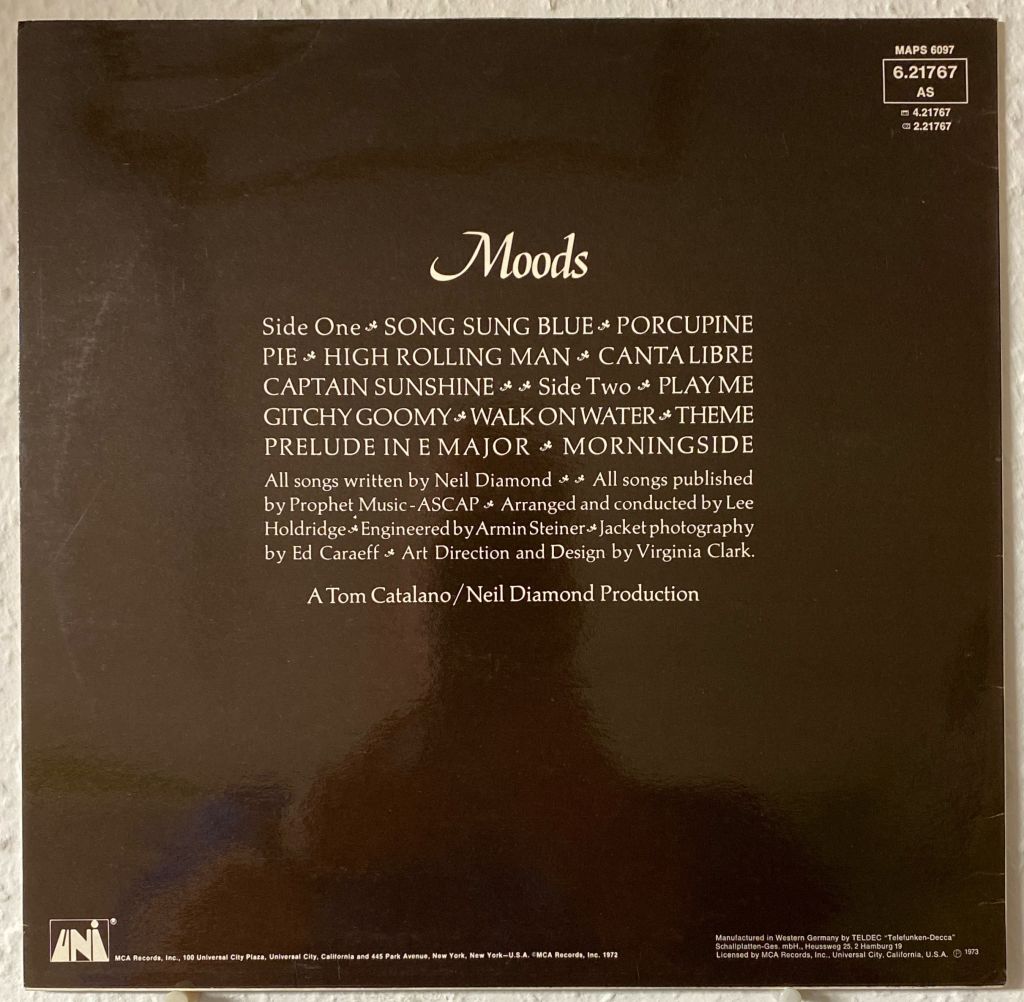 MAPS 6097
6.21767
AS
4.21767
2.21767
Moods
Side One SONG SUNG BLUE PORCUPINE
PIE HIGH ROLLING MAN CANTA LIBRE
CAPTAIN SUNSHINE Side Two PLAY ME
GITCHY GOOMY WALK ON WATER THEME
PRELUDE IN E MAJOR MORNINGSIDE
All songs written by Neil Diamond All songs published
by Prophet Music-ASCAP Arranged and conducted by Lee
Holdridge Engineered by Armin Steiner Jacket photography
by Ed Caraeff Art Direction and Design by Virginia Clark.
A Tom Catalano/Neil Diamond Production
UNI®
MCA Records, Inc., 100 Universal City Plaza, Universal City, California and 445 Park Avenue, New York, New York-U.S.A. ©MCA Records, Inc. 1972
Manufactured in Western Germany by TELDEC "Telefunken-Decca"
Schallplatten-Ges. mbH., Heussweg 25, 2 Hamburg 19
Licensed by MCA Records, Inc., Universal City, California, U.S.A. ℗ 1973